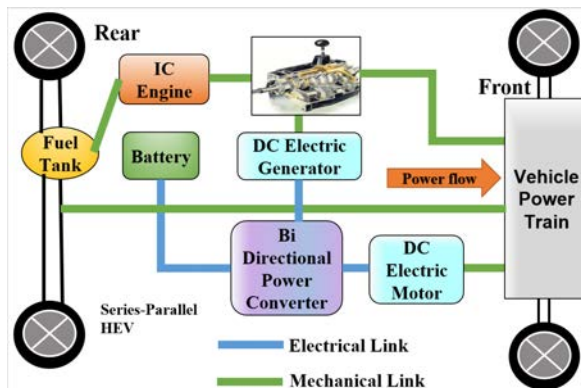 Rear
IC
Engine
Front
Fuel
Tank
Battery
DC Electric
Generator
Power flow
Vehicle
Power
Train
Bi
Directional
Power
Converter
DC
Electric
Motor
Series-Parallel
HEV
Electrical Link
Mechanical Link